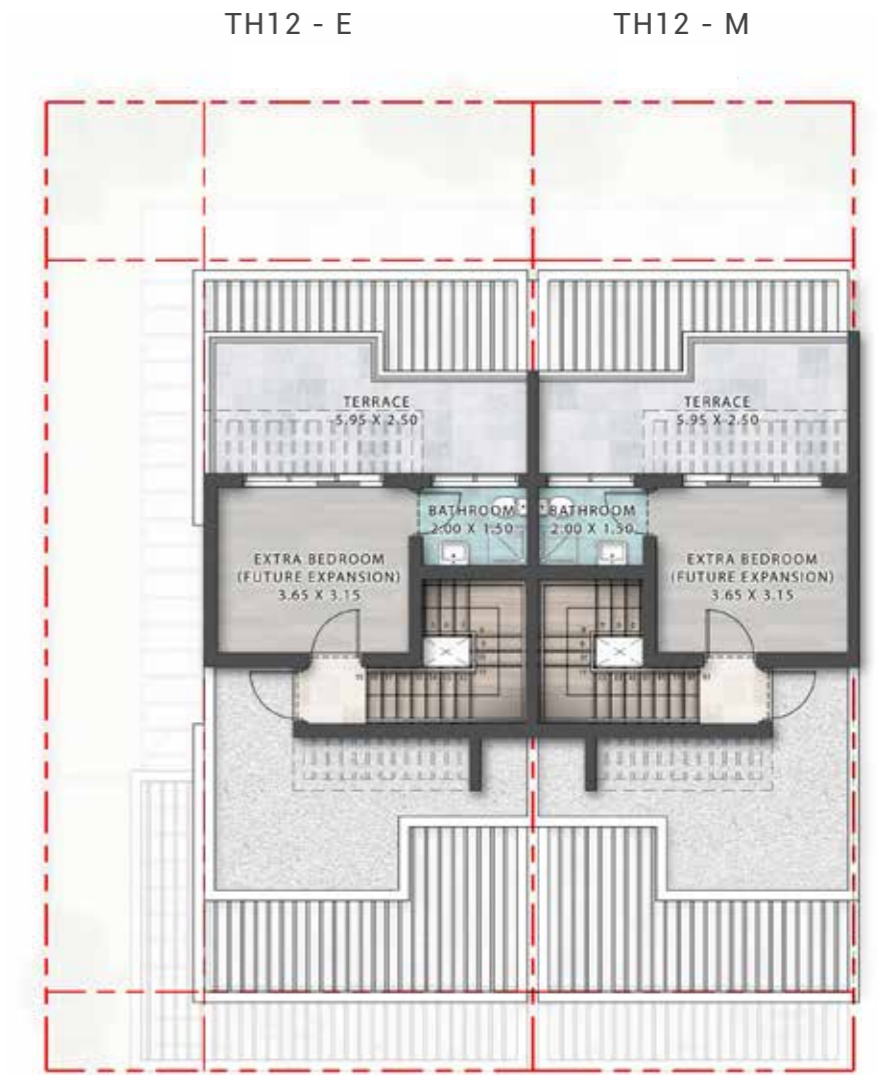 TH12 - E
TH12 - M
TERRACE
5.95 X 2.50
TERRACE
5.95 X 2.50
BATHROOM
2.00 X 1.50
BATHROOM
2.00 X 1.50
EXTRA BEDROOM
(FUTURE EXPANSION)
3.65 X 3.15
EXTRA BEDROOM
(FUTURE EXPANSION)
3.65 X 3.15